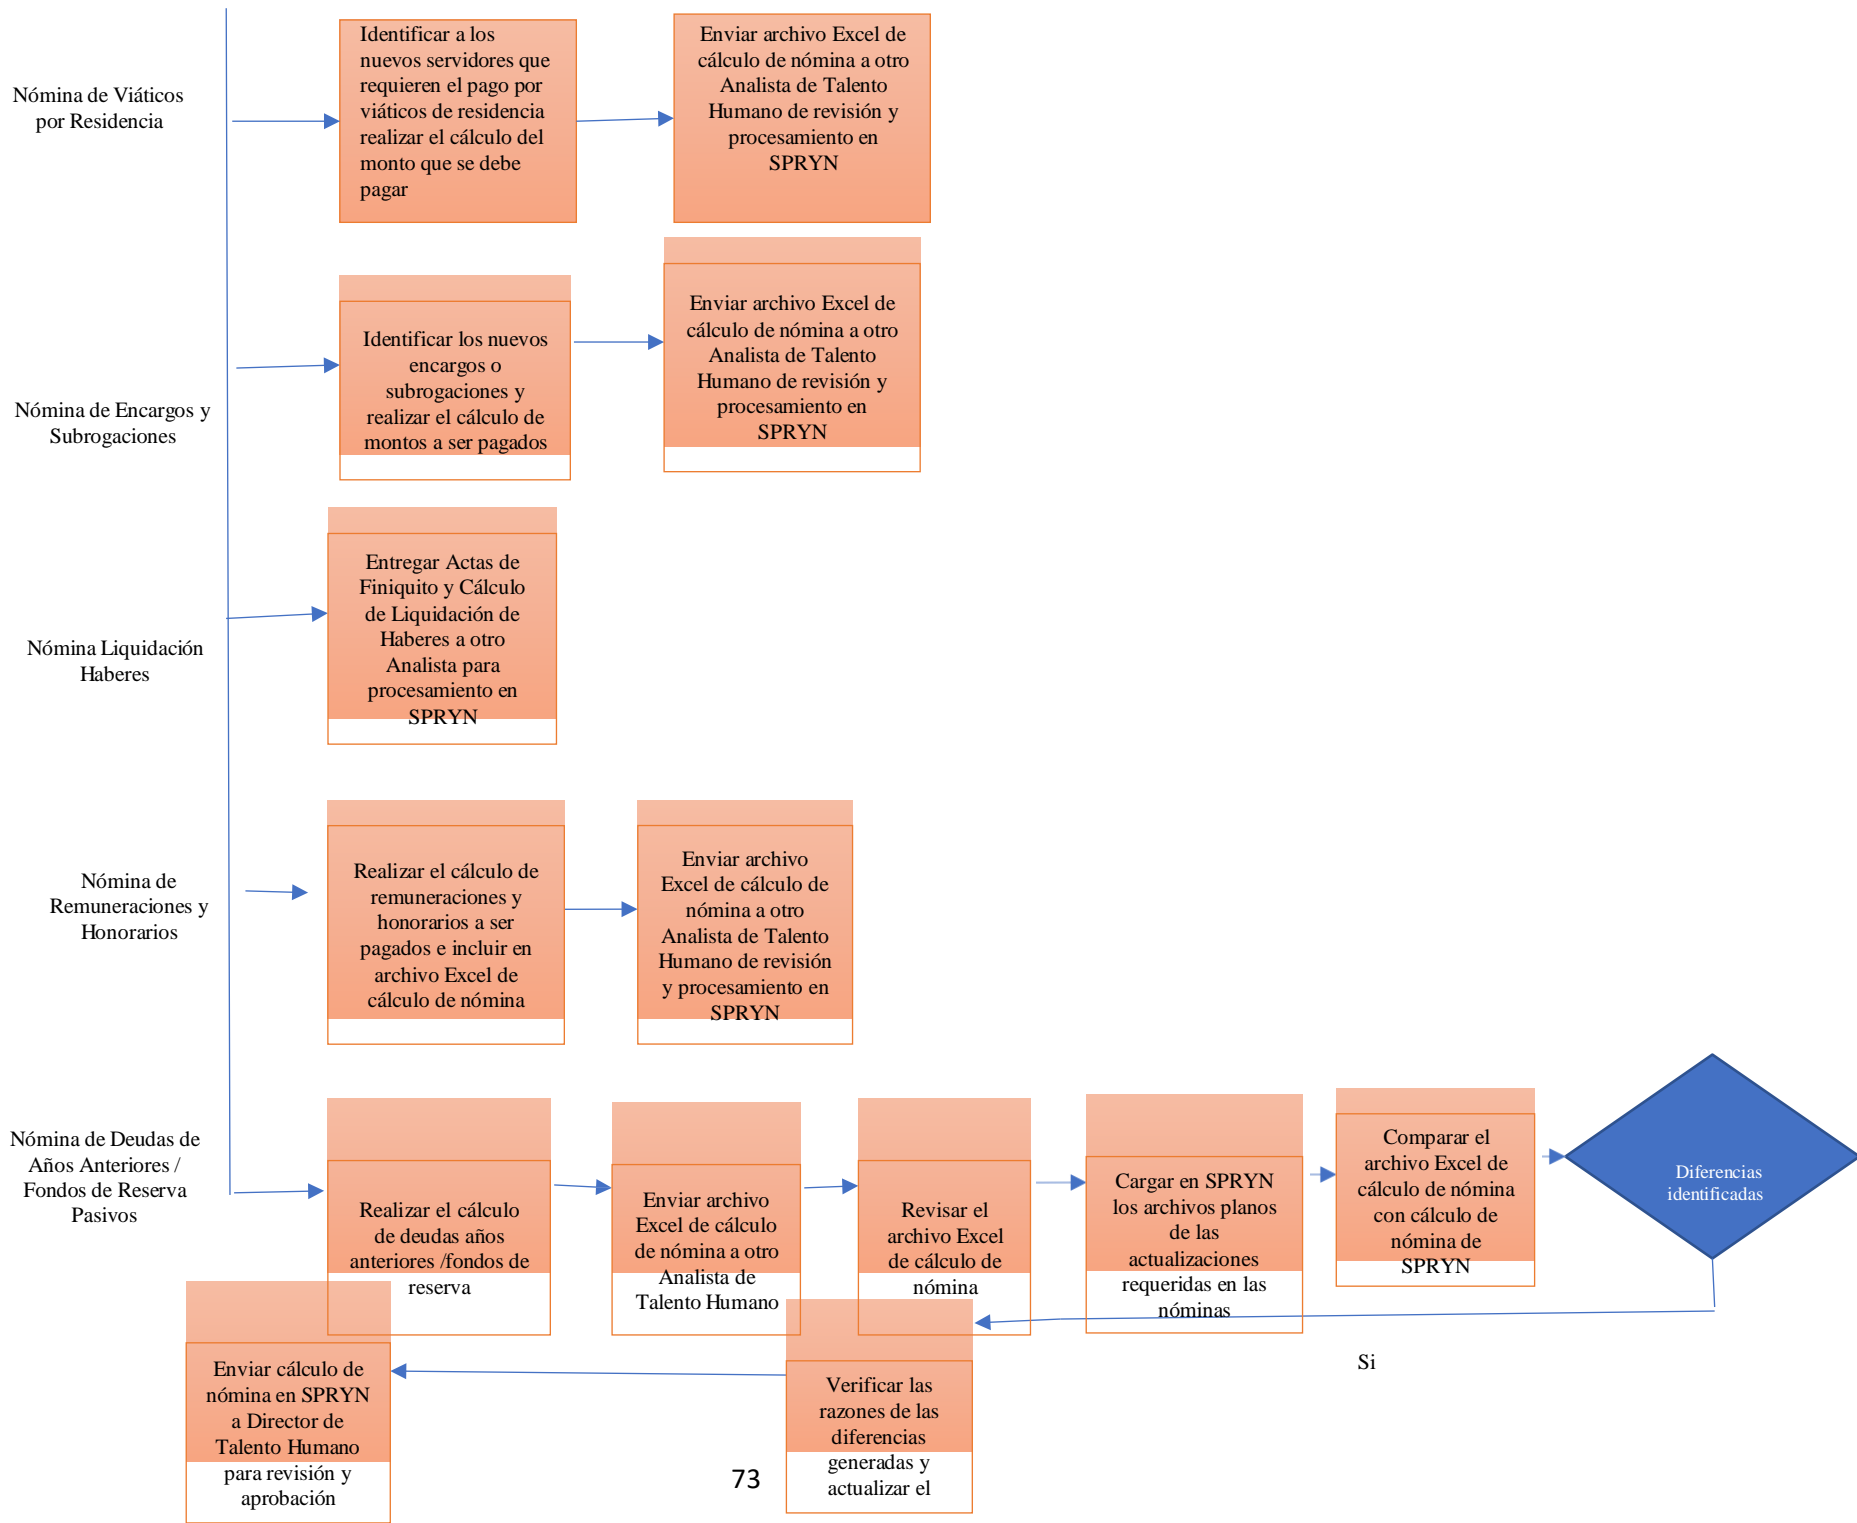 Nómina de Viáticos
por Residencia
Identificar a los
nuevos servidores que
requieren el pago por
viáticos de residencia
realizar el cálculo del
monto que se debe
pagar
Enviar archivo Excel de
cálculo de nómina a otro
Analista de Talento
Humano de revisión y
procesamiento en
SPRYN
Nómina de Encargos y
Subrogaciones
Identificar los nuevos
encargos o
subrogaciones y
realizar el cálculo de
montos a ser pagados
Enviar archivo Excel de
cálculo de nómina a otro
Analista de Talento
Humano de revisión y
procesamiento en
SPRYN
Nómina Liquidación
Haberes
Entregar Actas de
Finiquito y Cálculo
de Liquidación de
Haberes a otro
Analista para
procesamiento en
SPRYN
Nómina de
Remuneraciones y
Honorarios
Realizar el cálculo de
remuneraciones y
honorarios a ser
pagados e incluir en
archivo Excel de
cálculo de nómina
Enviar archivo
Excel de cálculo de
nómina a otro
Analista de Talento
Humano de revisión
y procesamiento en
SPRYN
Nómina de Deudas de
Años Anteriores /
Fondos de Reserva
Pasivos
Realizar el cálculo
de deudas años
anteriores /fondos de
reserva
Enviar archivo
Excel de cálculo
de nómina a otro
Analista de
Talento Humano
Revisar el
archivo Excel
de cálculo de
nómina
Cargar en SPRYN
los archivos planos
de las
actualizaciones
requeridas en las
nóminas
Comparar el
archivo Excel de
cálculo de nómina
con cálculo de
nómina de
SPRYN
Diferencias
identificadas
Si
Verificar las
razones de las
diferencias
generadas y
actualizar el
Enviar cálculo de
nómina en SPRYN
a Director de
Talento Humano
para revisión y
aprobación
73